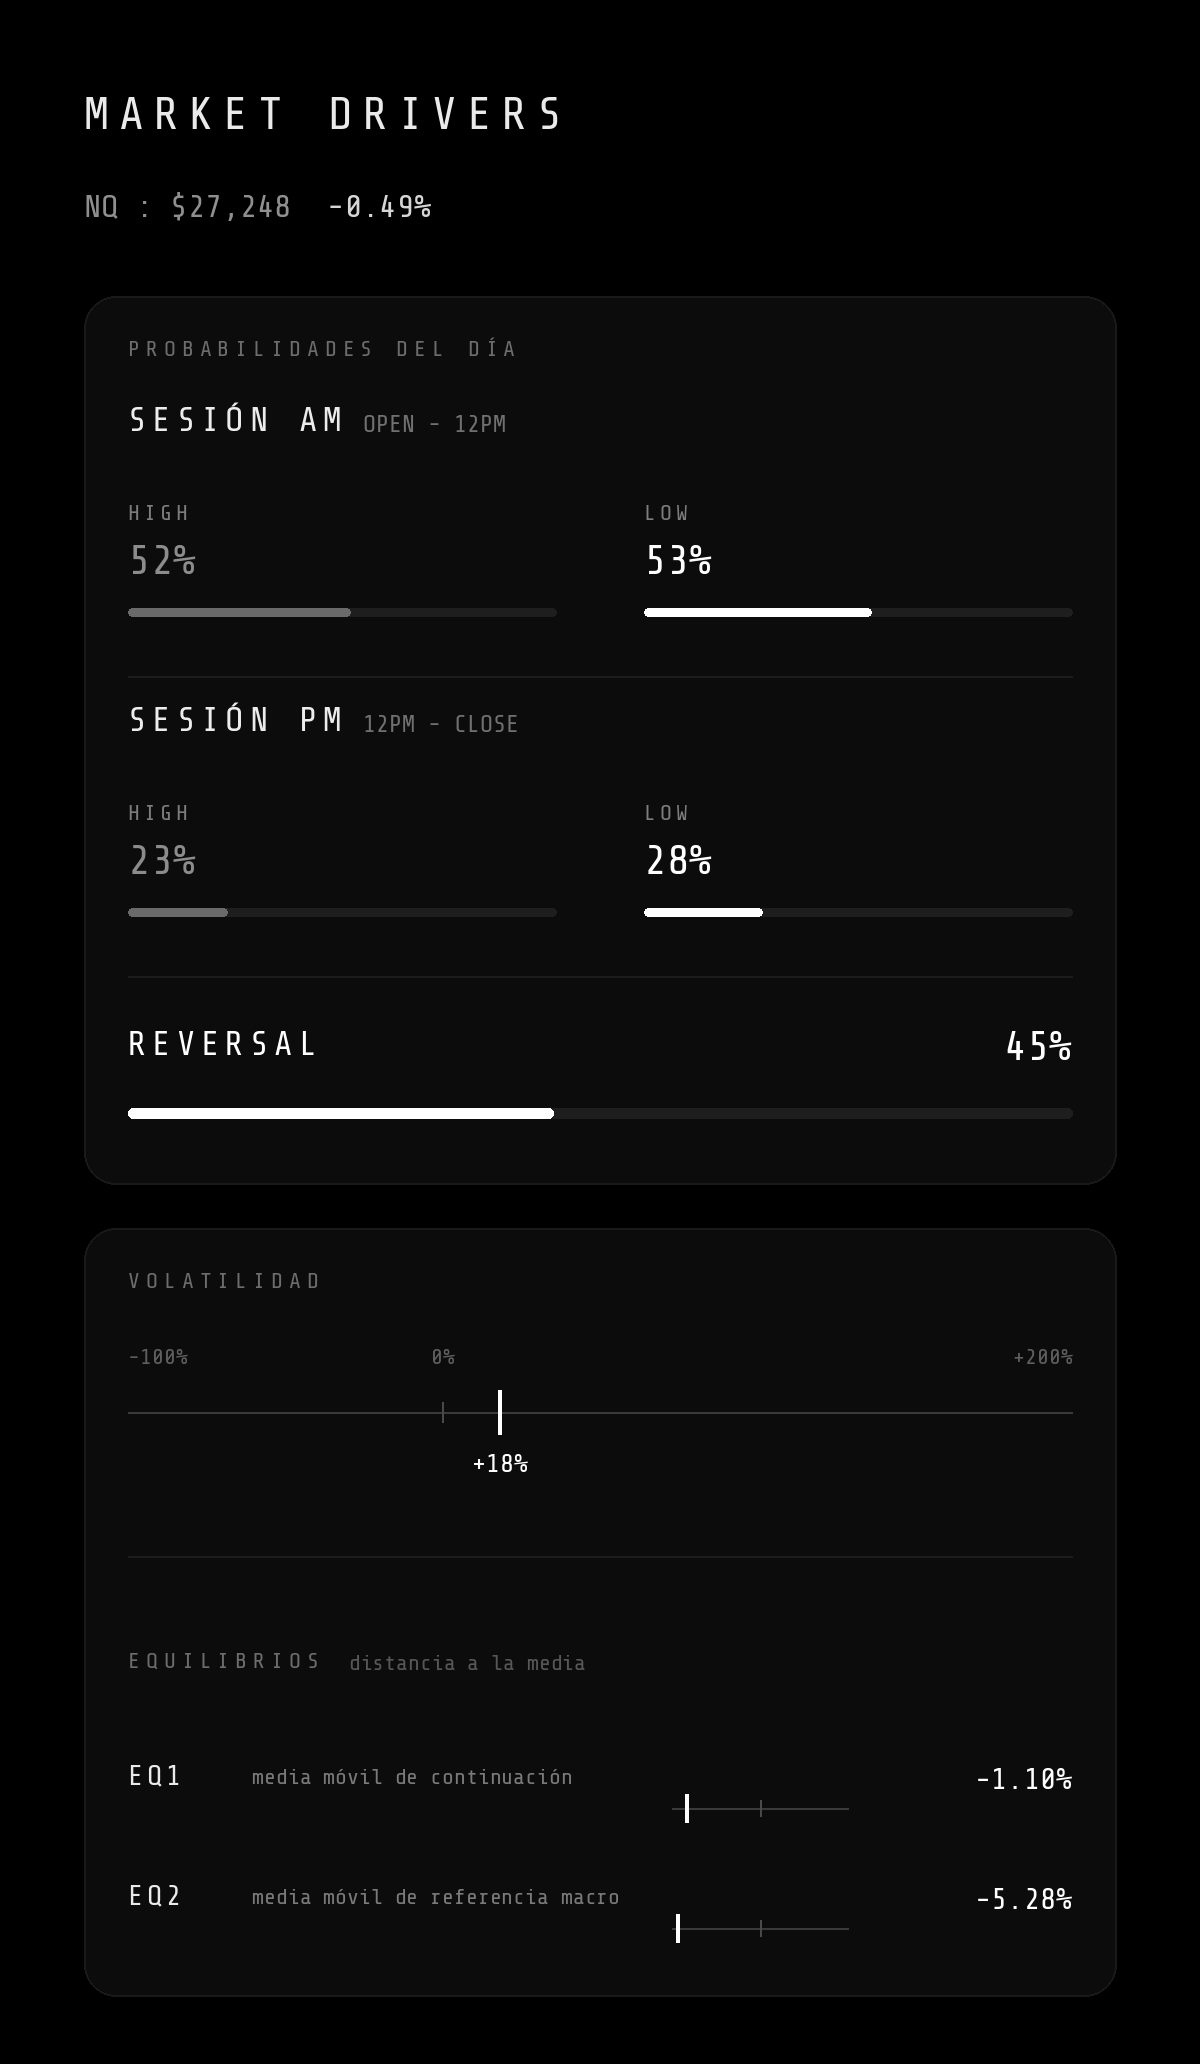 MARKET DRIVERS
NQ : $27,248 -0.49%
PROBABILIDADES DEL DÍA
SESIÓN AM OPEN - 12PM
HIGH LOW
52% 53%
SESIÓN PM 12PM - CLOSE
HIGH LOW
23% 28%
REVERSAL 45%
VOLATILIDAD
-100% 0% +200%
+18%
EQUILIBRIOS distancia a la media
EQ1 media móvil de continuación -1.10%
EQ2 media móvil de referencia macro -5.28%